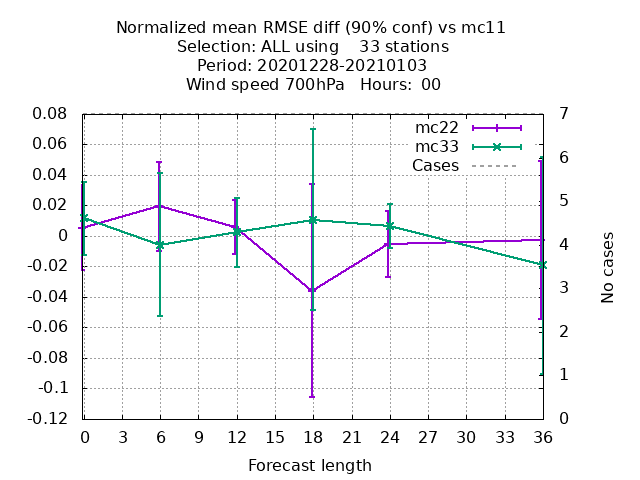 Normalized mean RMSE diff (90% conf) vs mc11
Selection: ALL using    33 stations
Period: 20201228-20210103
Wind speed 700hPa   Hours:  00
0.08
0.06
0.04
0.02
0
-0.02
-0.04
-0.06
-0.08
-0.1
-0.12
mc22
mc33
Cases
7
6
5
4
3
2
1
0
No cases
0 3 6 9 12 15 18 21 24 27 30 33 36
Forecast length